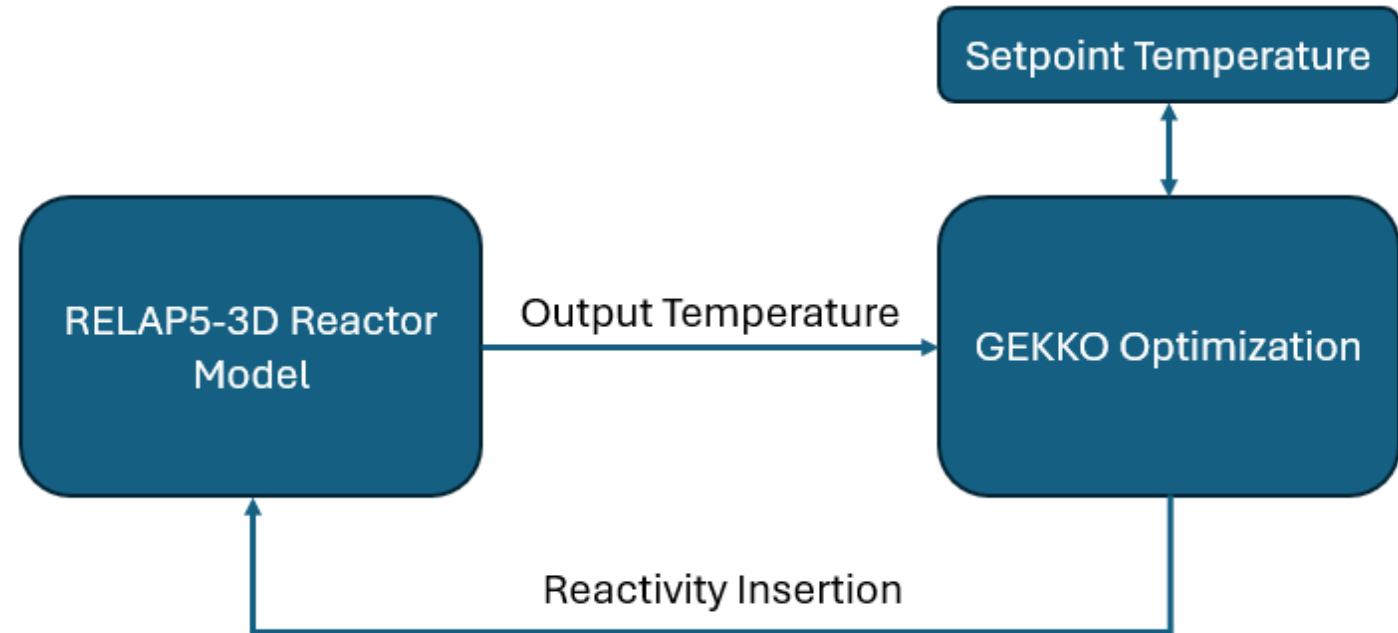 Setpoint Temperature
RELAP5-3D Reactor
Model
Output Temperature
GEKKO Optimization
Reactivity Insertion